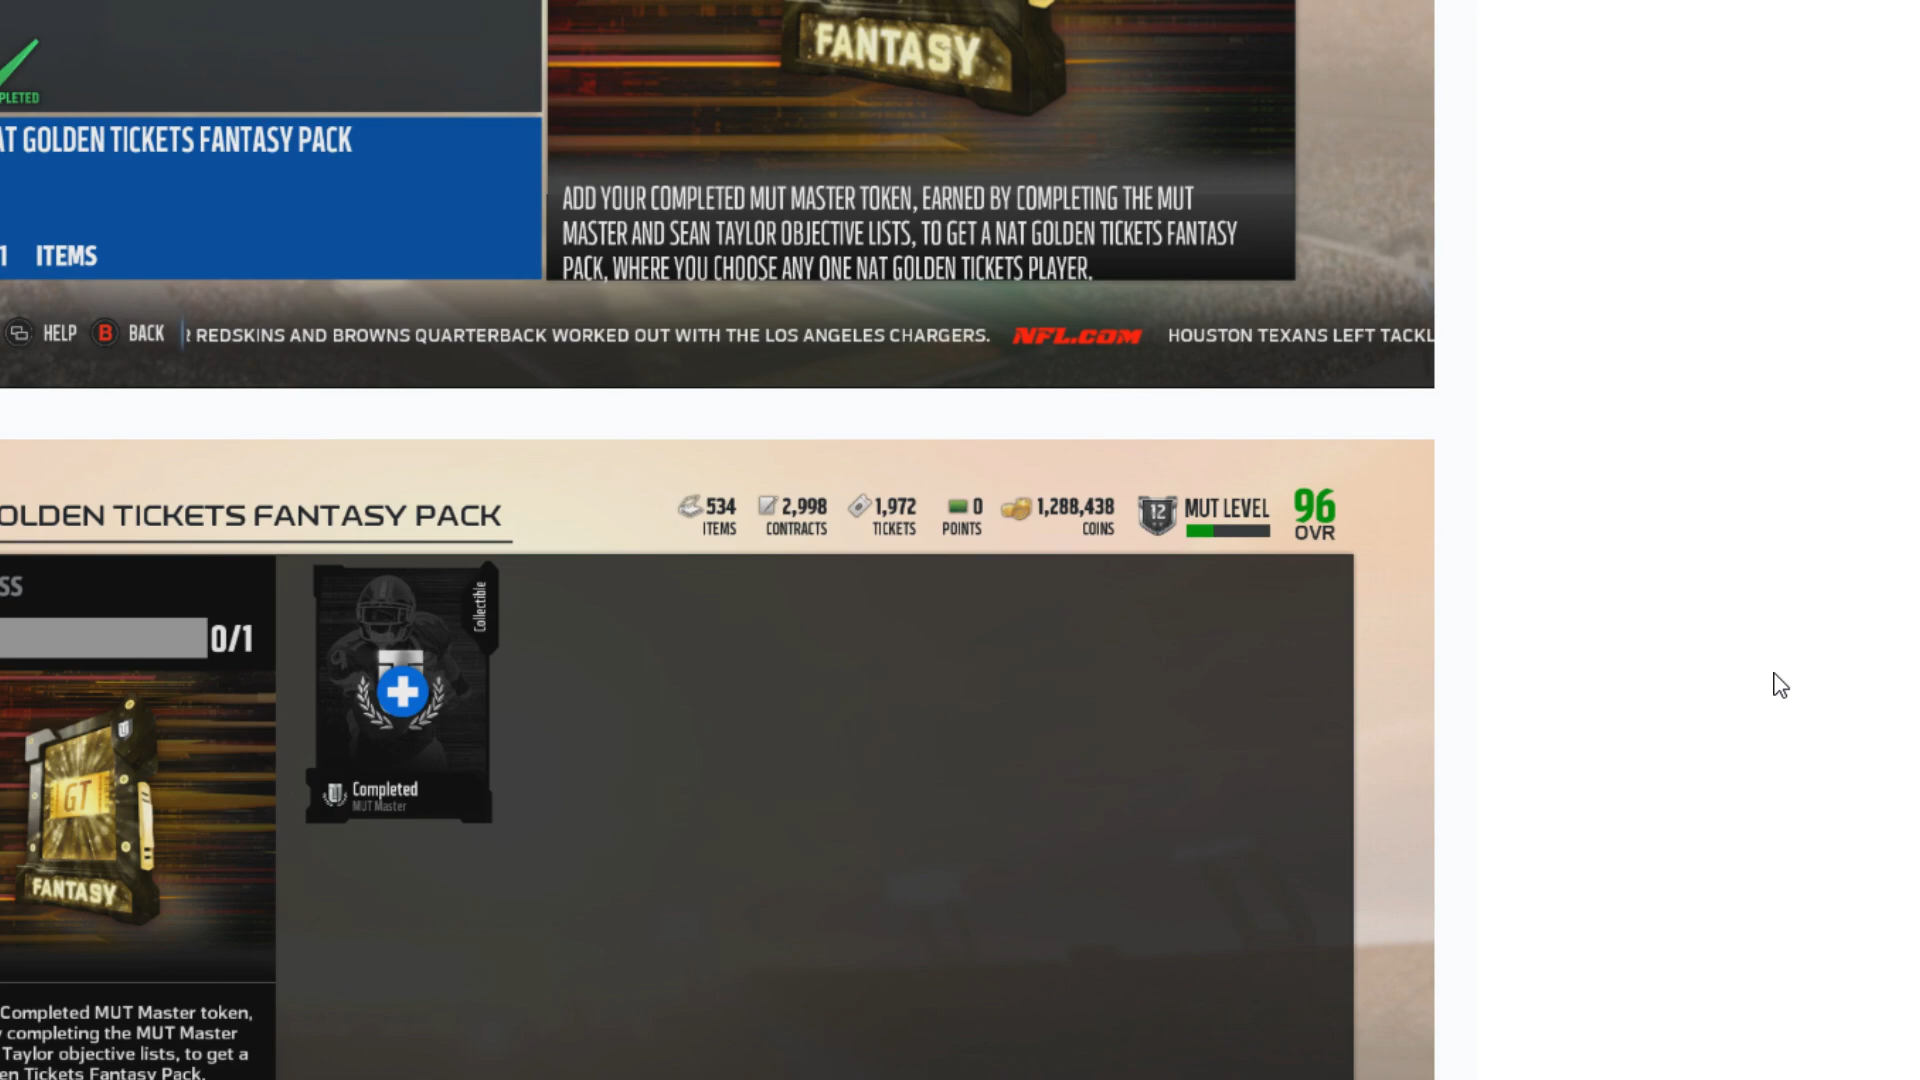 FANTASY
PLETED
AT GOLDEN TICKETS FANTASY PACK
ADD YOUR COMPLETED MUT MASTER TOKEN, EARNED BY COMPLETING THE MUT
MASTER AND SEAN TAYLOR OBJECTIVE LISTS, TO GET A NAT GOLDEN TICKETS FANTASY
PACK, WHERE YOU CHOOSE ANY ONE NAT GOLDEN TICKETS PLAYER.
1 ITEMS
HELP B BACK R REDSKINS AND BROWNS QUARTERBACK WORKED OUT WITH THE LOS ANGELES CHARGERS. NFL.COM HOUSTON TEXANS LEFT TACKL
OLDEN TICKETS FANTASY PACK
534 ITEMS
2,998 CONTRACTS
1,972 TICKETS
0 POINTS
1,288,438 COINS
12 MUT LEVEL
96 OVR
SS
0/1
Collectible
Completed
MUT Master
GT
FANTASY
Completed MUT Master token,
y completing the MUT Master
Taylor objective lists, to get a
en Tickets Fantasy Pack.